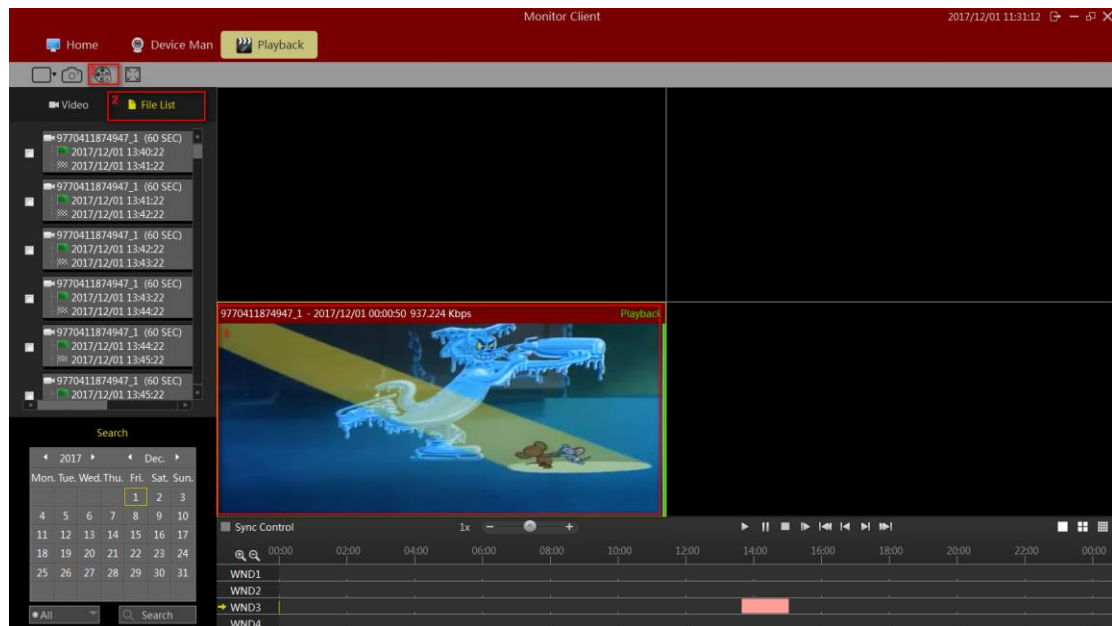 Monitor Client
2017/12/01 11:31:12
Home
Device Man
Playback
Video
2
File List
9770411874947_1 (60 SEC)
2017/12/01 13:40:22
2017/12/01 13:41:22
9770411874947_1 (60 SEC)
2017/12/01 13:41:22
2017/12/01 13:42:22
9770411874947_1 (60 SEC)
2017/12/01 13:42:22
2017/12/01 13:43:22
9770411874947_1 (60 SEC)
2017/12/01 13:43:22
2017/12/01 13:44:22
9770411874947_1 (60 SEC)
2017/12/01 13:44:22
2017/12/01 13:45:22
9770411874947_1 (60 SEC)
2017/12/01 13:45:22
Search
2017
Dec.
Mon. Tue. Wed. Thu. Fri. Sat. Sun.
1 2 3
4 5 6 7 8 9 10
11 12 13 14 15 16 17
18 19 20 21 22 23 24
25 26 27 28 29 30 31
All
Search
9770411874947_1 - 2017/12/01 00:00:50 937.224 Kbps
Playback
Sync Control
1x
00:00 02:00 04:00 06:00 08:00 10:00 12:00 14:00 16:00 18:00 20:00 22:00 00:00
WND1
WND2
WND3
WND4